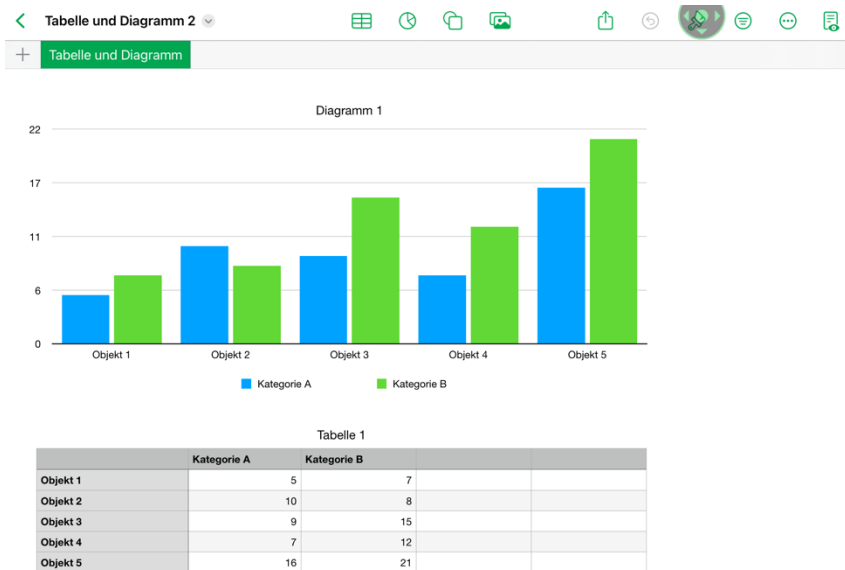 Tabelle und Diagramm 2
Tabelle und Diagramm
Diagramm 1
22
17
11
6
0
Objekt 1 Objekt 2 Objekt 3 Objekt 4 Objekt 5
Kategorie A Kategorie B
Tabelle 1
Kategorie A Kategorie B
Objekt 1 5 7
Objekt 2 10 8
Objekt 3 9 15
Objekt 4 7 12
Objekt 5 16 21